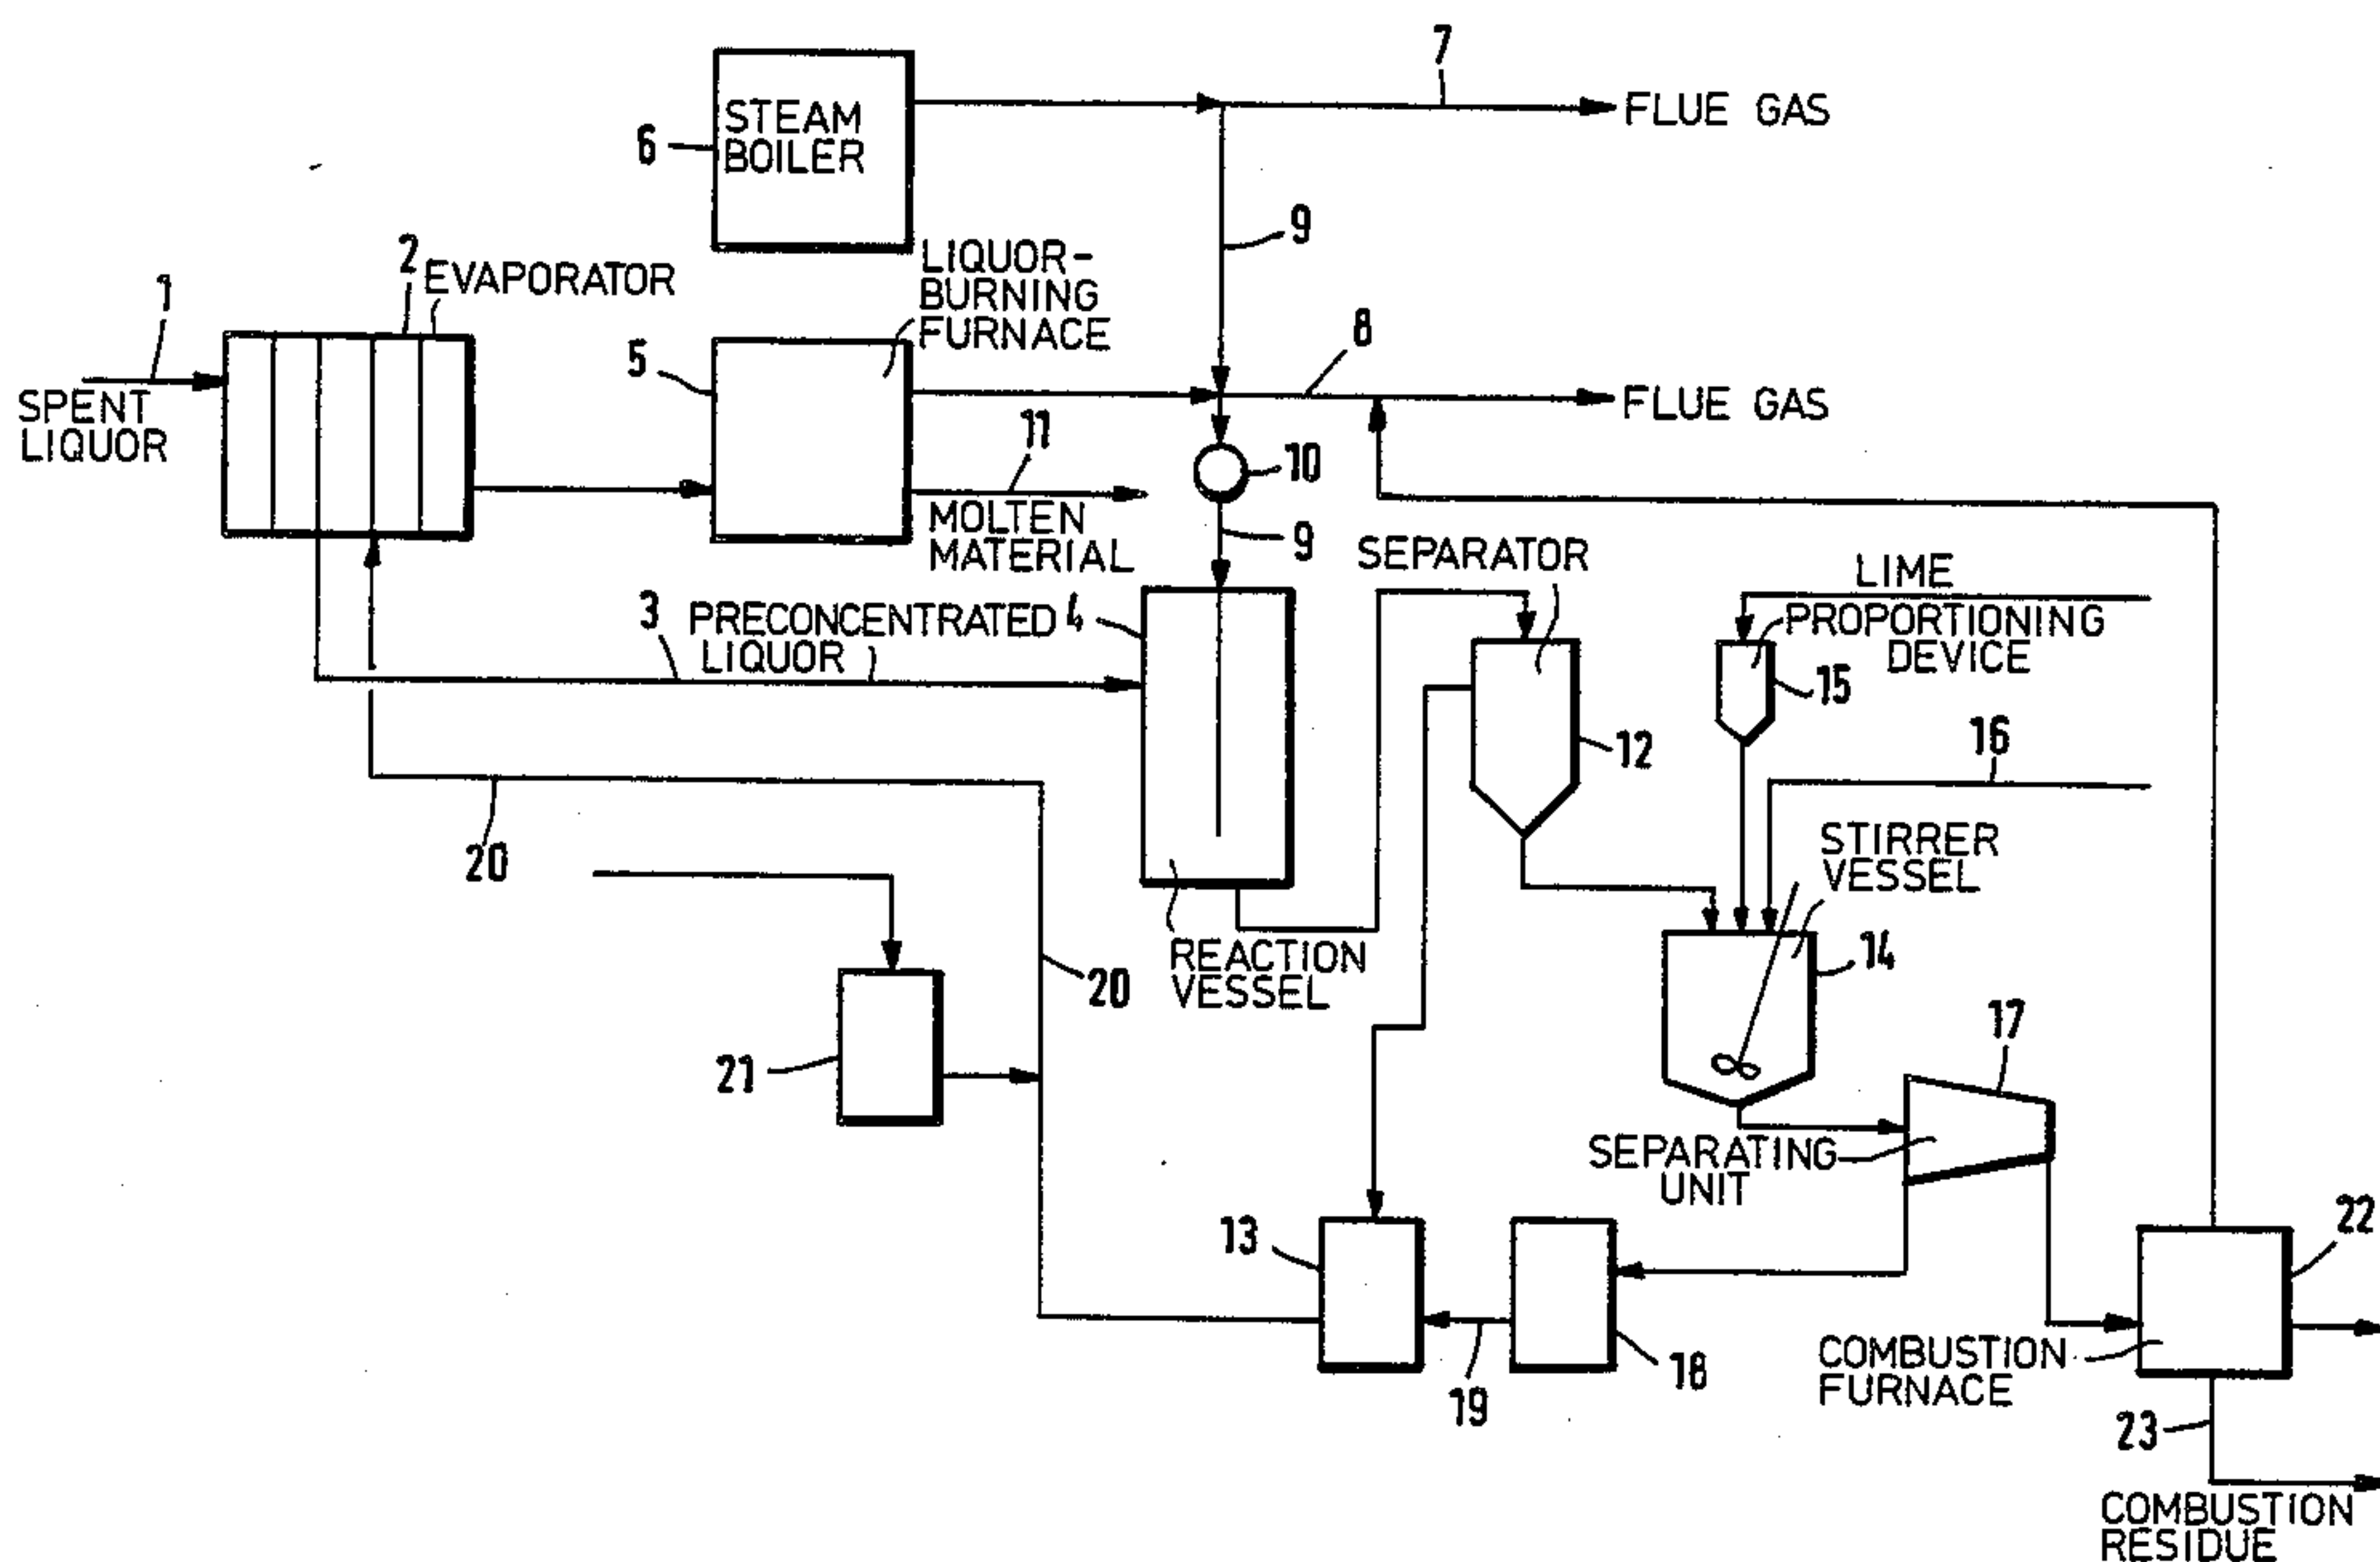 7
STEAM
BOILER
6
FLUE GAS
9
LIQUOR-
BURNING
FURNACE
2
EVAPORATOR
1
5
8
SPENT
LIQUOR
FLUE GAS
11
10
MOLTEN
MATERIAL
9
SEPARATOR
LIME
3
PRECONCENTRATED
LIQUOR
4
PROPORTIONING
DEVICE
15
12
16
20
STIRRER
VESSEL
REACTION
VESSEL
14
20
21
17
SEPARATING
UNIT
13
22
18
19
COMBUSTION
FURNACE
23
COMBUSTION
RESIDUE